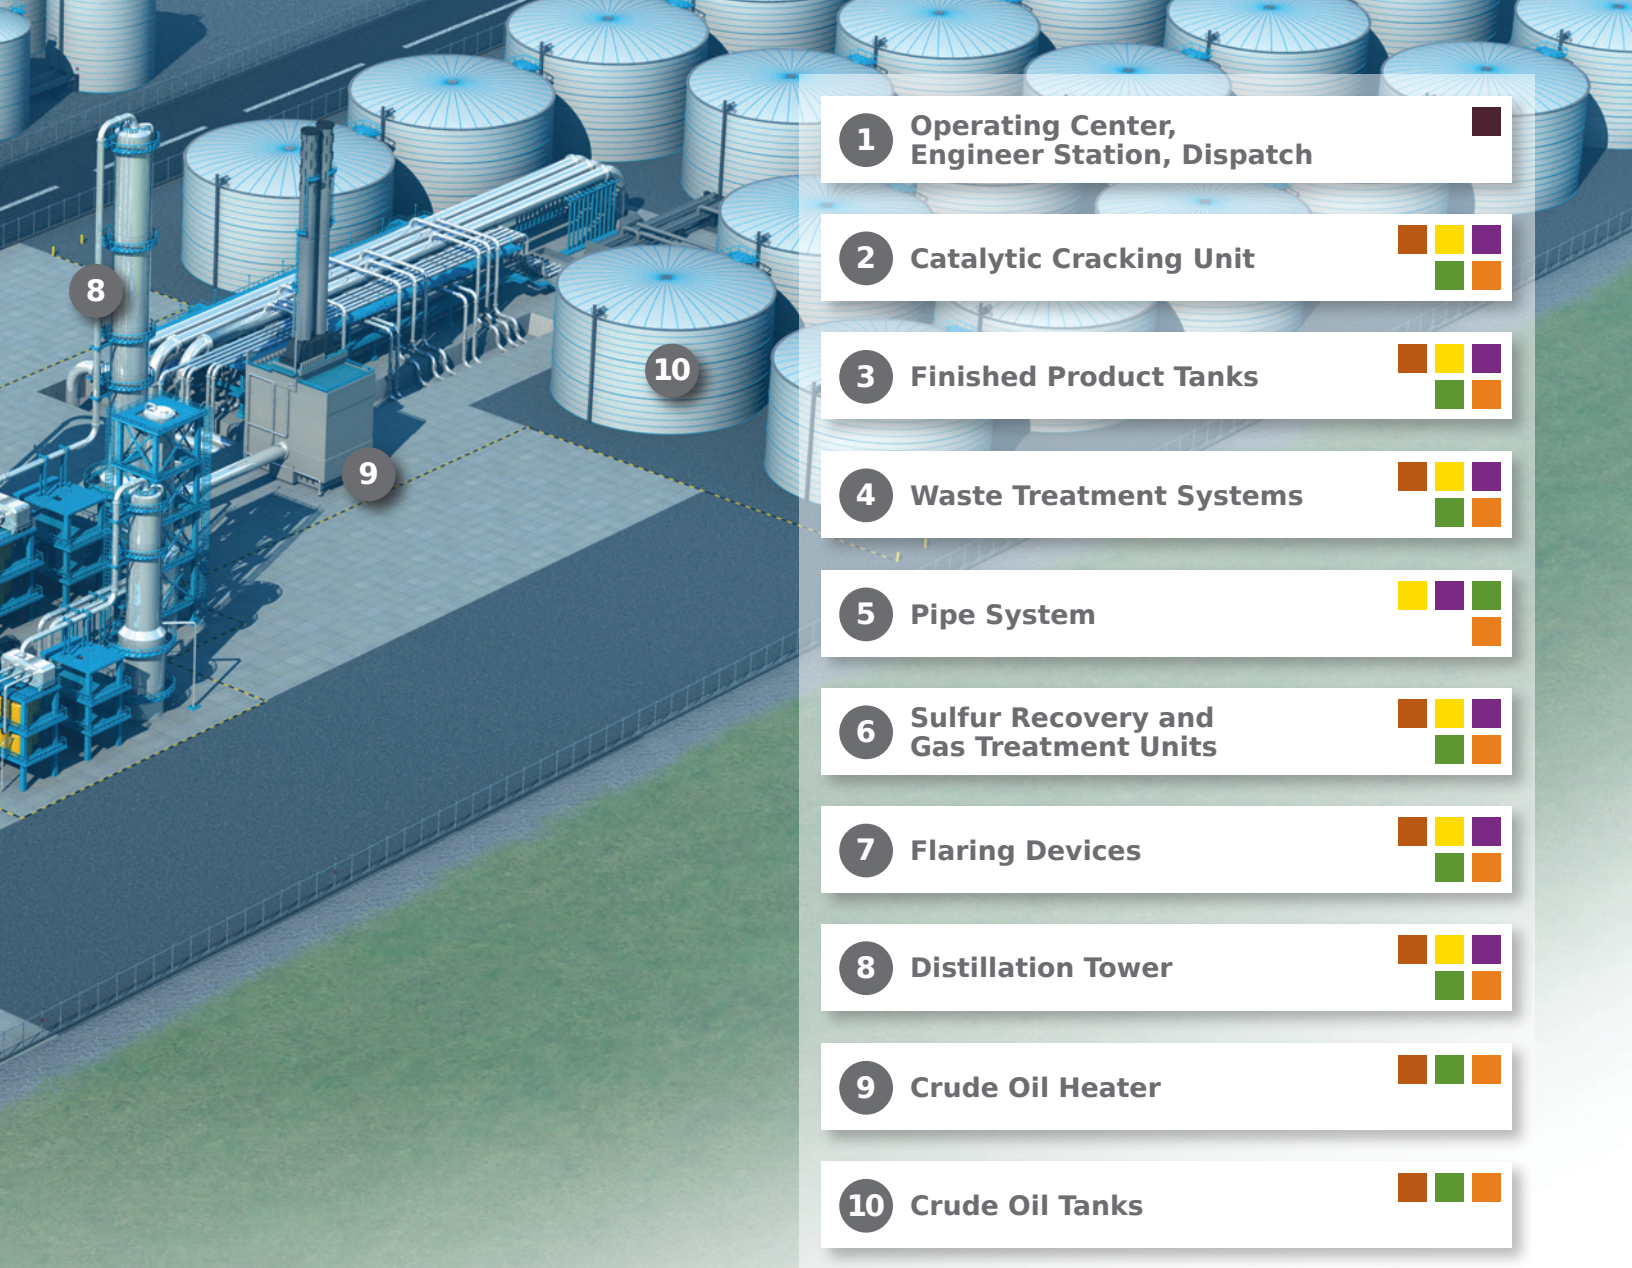 8
9
10
1
Operating Center,
Engineer Station, Dispatch
2
Catalytic Cracking Unit
3
Finished Product Tanks
4
Waste Treatment Systems
5
Pipe System
6
Sulfur Recovery and
Gas Treatment Units
7
Flaring Devices
8
Distillation Tower
9
Crude Oil Heater
10
Crude Oil Tanks